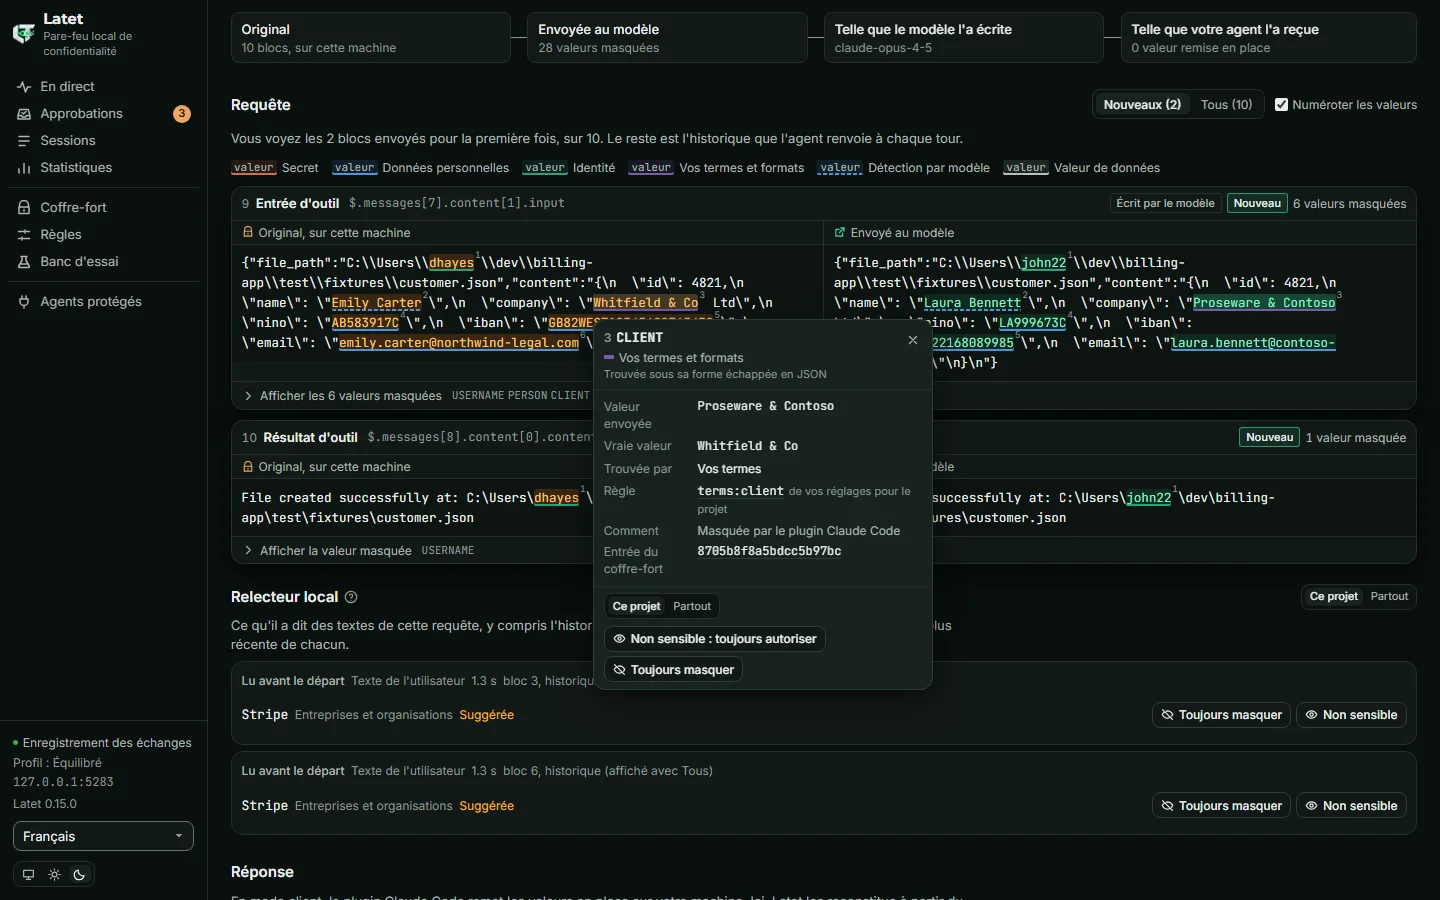 Latet
Pare-feu local de
confidentialité
En direct
Approbations
3
Sessions
Statistiques
Coffre-fort
Règles
Banc d'essai
Agents protégés
Enregistrement des échanges
Profil : Équilibré
127.0.0.1:5283
Latet 0.15.0
Français
Original
10 blocs, sur cette machine
Envoyée au modèle
28 valeurs masquées
Telle que le modèle l'a écrite
claude-opus-4-5
Telle que votre agent l'a reçue
0 valeur remise en place
Requête
Nouveaux (2) Tous (10) Numéroter les valeurs
Vous voyez les 2 blocs envoyés pour la première fois, sur 10. Le reste est l'historique que l'agent renvoie à chaque tour.
valeur Secret valeur Données personnelles valeur Identité valeur Vos termes et formats valeur Détection par modèle valeur Valeur de données
9 Entrée d'outil $.messages[7].content[1].input Écrit par le modèle Nouveau 6 valeurs masquées
Original, sur cette machine
{"file_path":"C:\\Users\\dhayes1\\dev\\billing-
app\\test\\fixtures\\customer.json","content":"{\n  \"id\": 4821,\n
\"name\": \"Emily Carter2\",\n  \"company\": \"Whitfield & Co3 Ltd\",\n
\"nino\": \"AB583917C4\",\n  \"iban\": \"GB82WES
\"email\": \"emily.carter@northwind-legal.com6\
Envoyé au modèle
{"file_path":"C:\\Users\\john221\\dev\\billing-
app\\test\\fixtures\\customer.json","content":"{\n  \"id\": 4821,\n
\"name\": \"Laura Bennett2\",\n  \"company\": \"Proseware & Contoso3
nino\": \"LA999673C4\",\n  \"iban\":
221680899855\",\n  \"email\": \"laura.bennett@contoso-
\"\n}\n"}
Afficher les 6 valeurs masquées USERNAME PERSON CLIENT
3 CLIENT
Vos termes et formats
Trouvée sous sa forme échappée en JSON
Valeur
envoyée
Proseware & Contoso
Vraie valeur Whitfield & Co
Trouvée par Vos termes
Règle terms:client de vos réglages pour le
projet
Comment Masquée par le plugin Claude Code
Entrée du
coffre-fort
8705b8f8a5bdcc5b97bc
Ce projet Partout
Non sensible : toujours autoriser
Toujours masquer
10 Résultat d'outil $.messages[8].content[0].content Nouveau 1 valeur masquée
Original, sur cette machine
dèle
File created successfully at: C:\Users\dhayes1\
app\test\fixtures\customer.json
successfully at: C:\Users\john221\dev\billing-
ures\customer.json
Afficher la valeur masquée USERNAME
Relecteur local
Ce projet Partout
Ce qu'il a dit des textes de cette requête, y compris l'histor
lus
récente de chacun.
Lu avant le départ Texte de l'utilisateur 1.3 s bloc 3, historiqu
Stripe Entreprises et organisations Suggérée Toujours masquer Non sensible
Lu avant le départ Texte de l'utilisateur 1.3 s bloc 6, historique (affiché avec Tous)
Stripe Entreprises et organisations Suggérée Toujours masquer Non sensible
Réponse